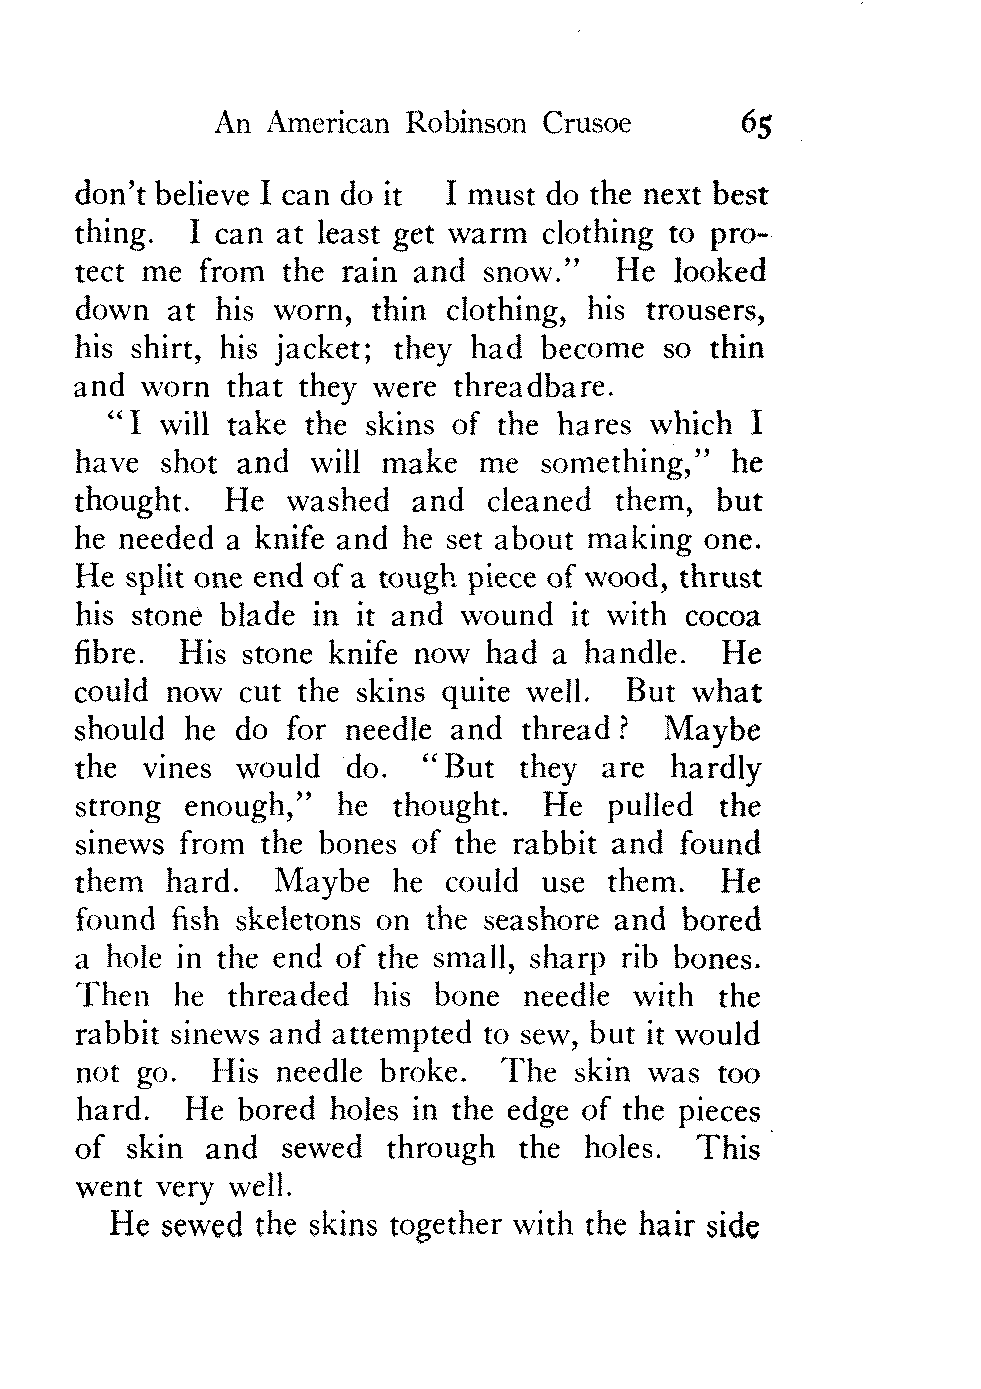 An American Robinson Crusoe 65
don't believe I can do it I must do the next best
thing. I can at least get warm clothing to pro-
tect me from the rain and snow." He looked
down at his worn, thin clothing, his trousers,
his shirt, his jacket; they had become so thin
and worn that they were threadbare.
"I will take the skins of the hares which I
have shot and will make me something," he
thought. He washed and cleaned them, but
he needed a knife and he set about making one.
He split one end of a tough piece of wood, thrust
his stone blade in it and wound it with cocoa
fibre. His stone knife now had a handle. He
could now cut the skins quite well. But what
should he do for needle and thread? Maybe
the vines would do. "But they are hardly
strong enough," he thought. He pulled the
sinews from the bones of the rabbit and found
them hard. Maybe he could use them. He
found fish skeletons on the seashore and bored
a hole in the end of the small, sharp rib bones.
Then he threaded his bone needle with the
rabbit sinews and attempted to sew, but it would
not go. His needle broke. The skin was too
hard. He bored holes in the edge of the pieces
of skin and sewed through the holes. This
went very well.
He sewed the skins together with the hair side